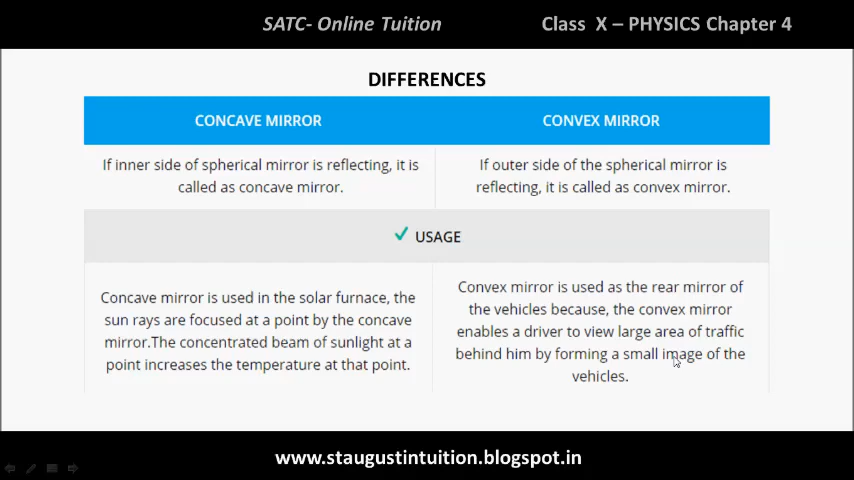 SATC- Online Tuition
Class X – PHYSICS Chapter 4
DIFFERENCES
CONCAVE MIRROR
CONVEX MIRROR
If inner side of spherical mirror is reflecting, it is
called as concave mirror.
If outer side of the spherical mirror is
reflecting, it is called as convex mirror.
USAGE
Concave mirror is used in the solar furnace, the
sun rays are focused at a point by the concave
mirror.The concentrated beam of sunlight at a
point increases the temperature at that point.
Convex mirror is used as the rear mirror of
the vehicles because, the convex mirror
enables a driver to view large area of traffic
behind him by forming a small image of the
vehicles.
www.staugustintuition.blogspot.in